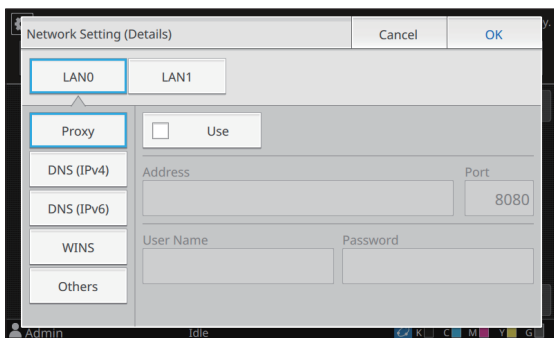 y.
Network Setting (Details) Cancel OK
LAN0 LAN1
Proxy Use
DNS (IPv4) Address Port
DNS (IPv6) 8080
WINS User Name Password
Others
Admin Idle K C M Y G